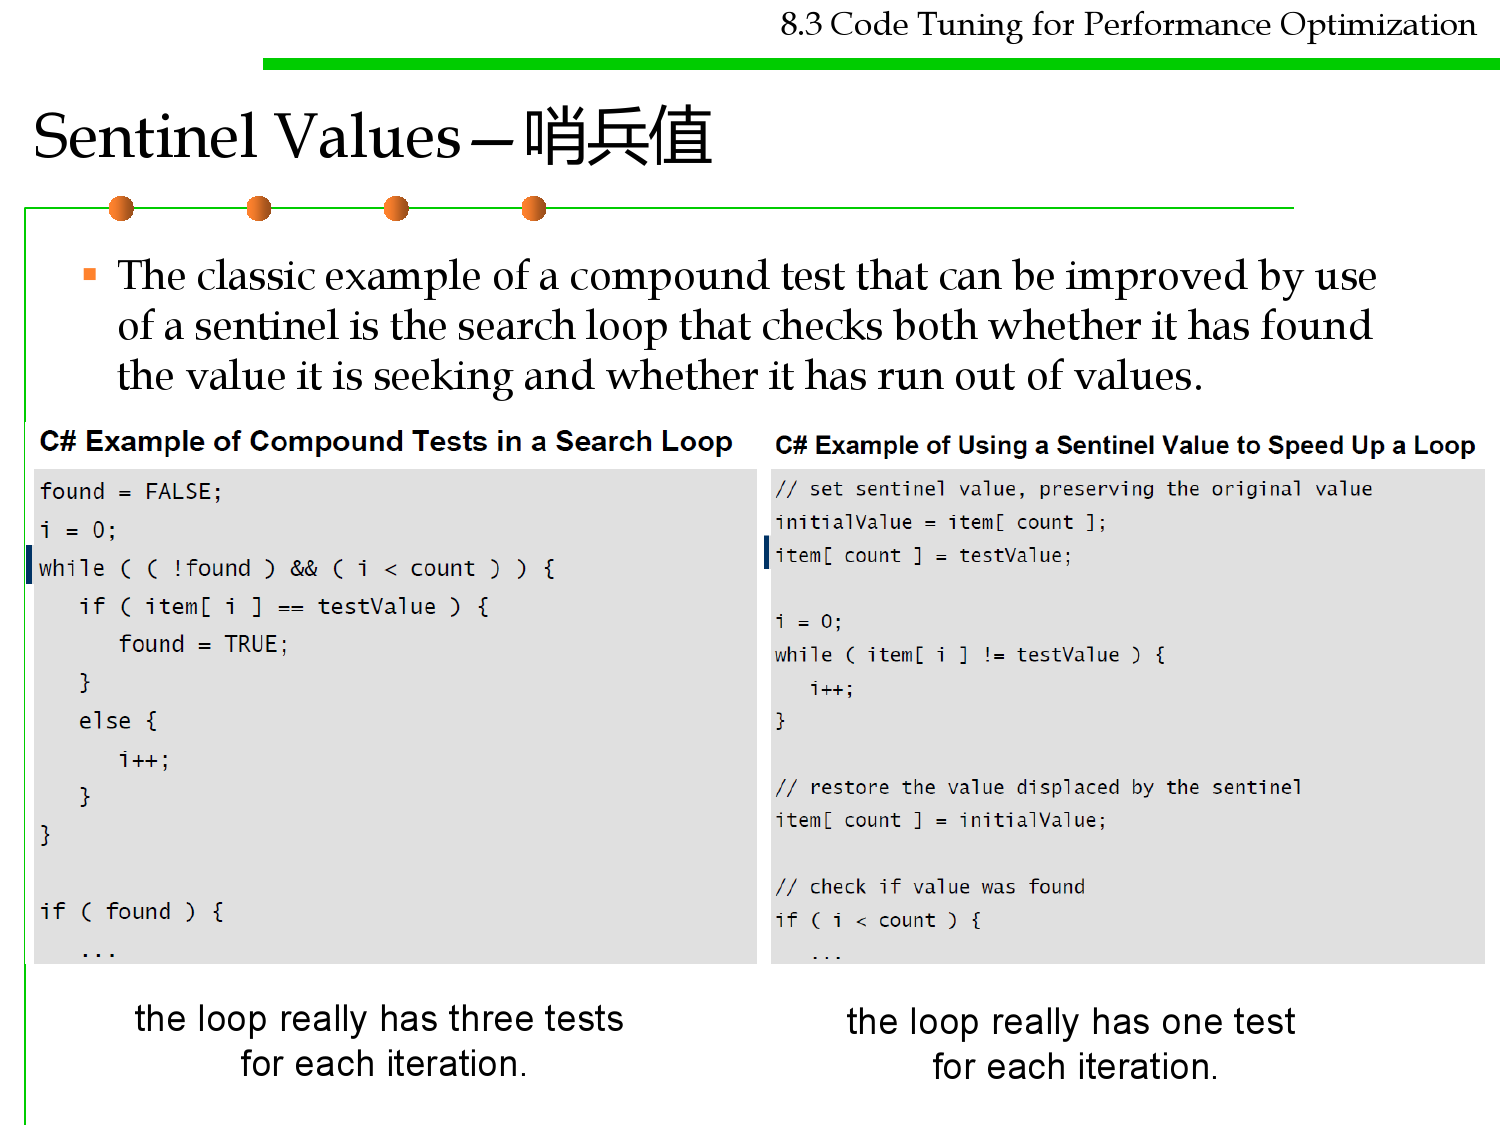 8.3 Code Tuning for Performance Optimization
Sentinel Values—哨兵值
The classic example of a compound test that can be improved by use
of a sentinel is the search loop that checks both whether it has found
the value it is seeking and whether it has run out of values.
C# Example of Compound Tests in a Search Loop
found = FALSE;
i = 0;
while ( ( !found ) && ( i < count ) ) {
   if ( item[ i ] == testValue ) {
      found = TRUE;
   }
   else {
      i++;
   }
}
if ( found ) {
   ...
the loop really has three tests
for each iteration.
C# Example of Using a Sentinel Value to Speed Up a Loop
// set sentinel value, preserving the original value
initialValue = item[ count ];
item[ count ] = testValue;
i = 0;
while ( item[ i ] != testValue ) {
   i++;
}
// restore the value displaced by the sentinel
item[ count ] = initialValue;
// check if value was found
if ( i < count ) {
   ...
the loop really has one test
for each iteration.